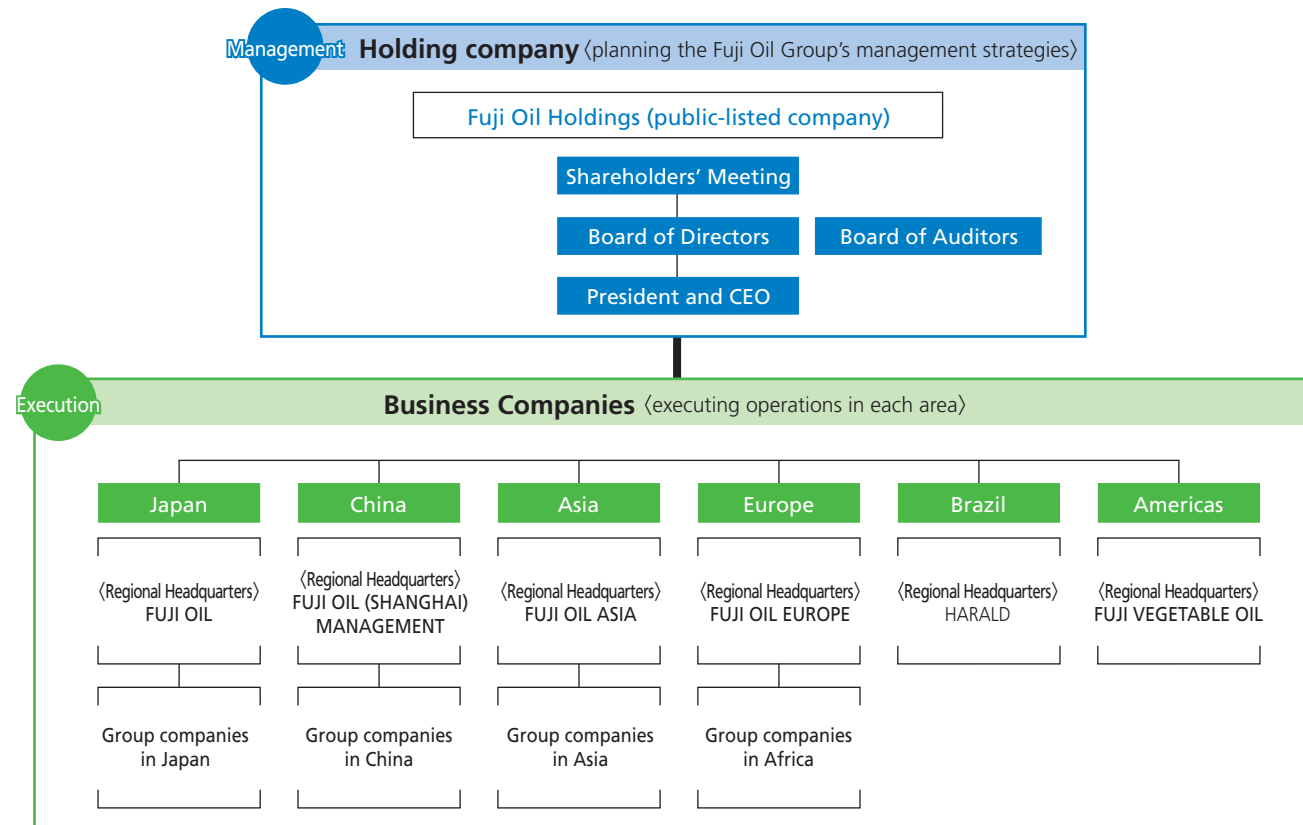 Management
Holding company 〈planning the Fuji Oil Group's management strategies〉
Fuji Oil Holdings (public-listed company)
Shareholders' Meeting
Board of Directors
Board of Auditors
President and CEO
Execution
Business Companies 〈executing operations in each area〉
Japan
China
Asia
Europe
Brazil
Americas
〈Regional Headquarters〉
FUJI OIL
〈Regional Headquarters〉
FUJI OIL (SHANGHAI)
MANAGEMENT
〈Regional Headquarters〉
FUJI OIL ASIA
〈Regional Headquarters〉
FUJI OIL EUROPE
〈Regional Headquarters〉
HARALD
〈Regional Headquarters〉
FUJI VEGETABLE OIL
Group companies
in Japan
Group companies
in China
Group companies
in Asia
Group companies
in Africa